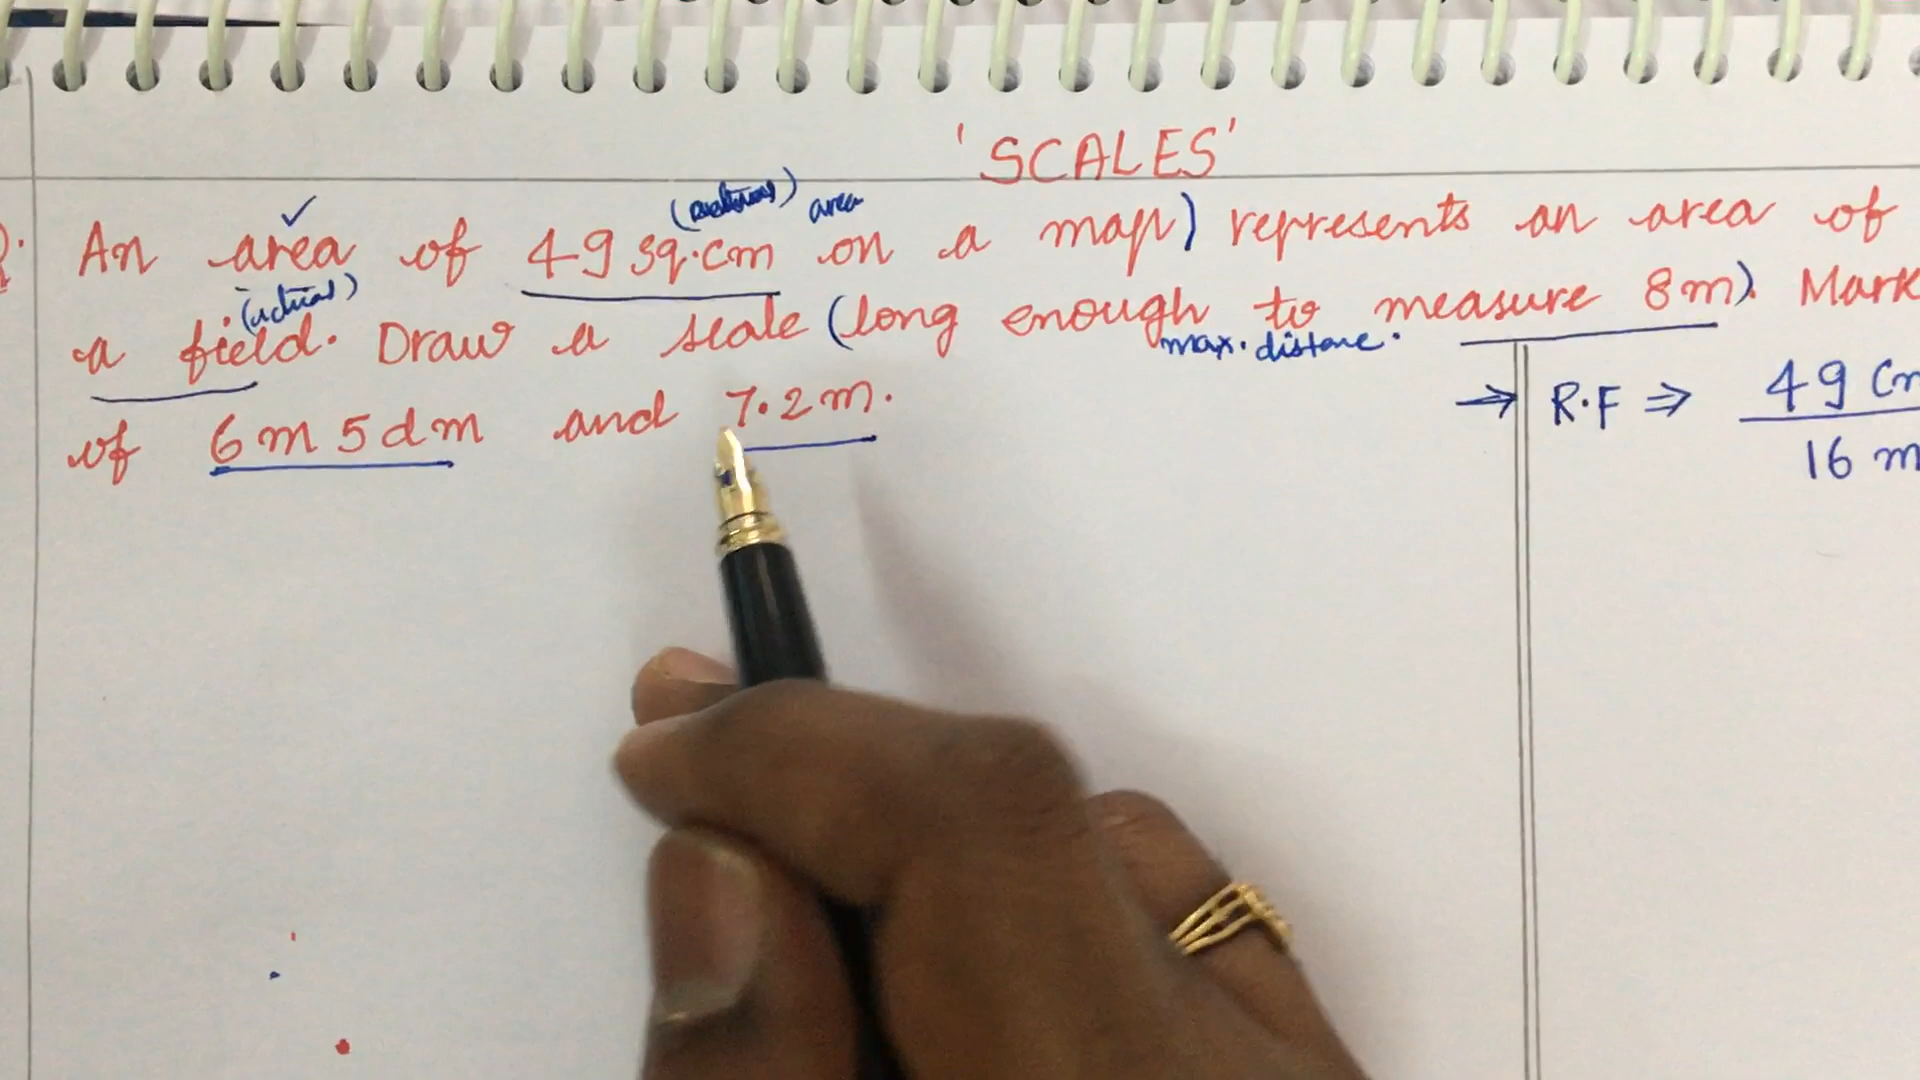 'SCALES'
area
An area of 49 sq.cm on a map) represents an area of
(actual)
a field. Draw a scale (long enough to measure 8m). Mark
max. distance.
of 6m 5dm and 7.2m.
→ R.F ⇒ 49 cm
16 m